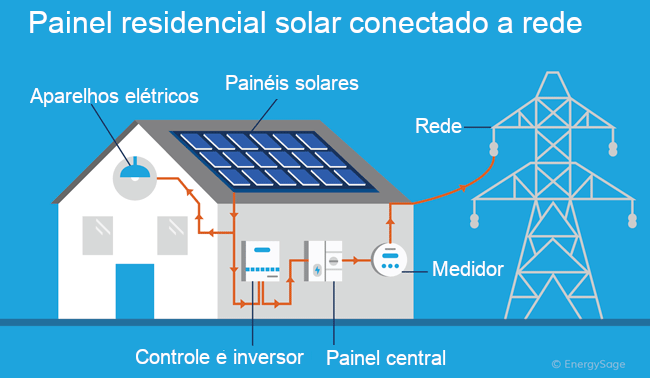 Painel residencial solar conectado a rede
Painéis solares
Aparelhos elétricos
Rede
Medidor
Controle e inversor
Painel central
© EnergySage